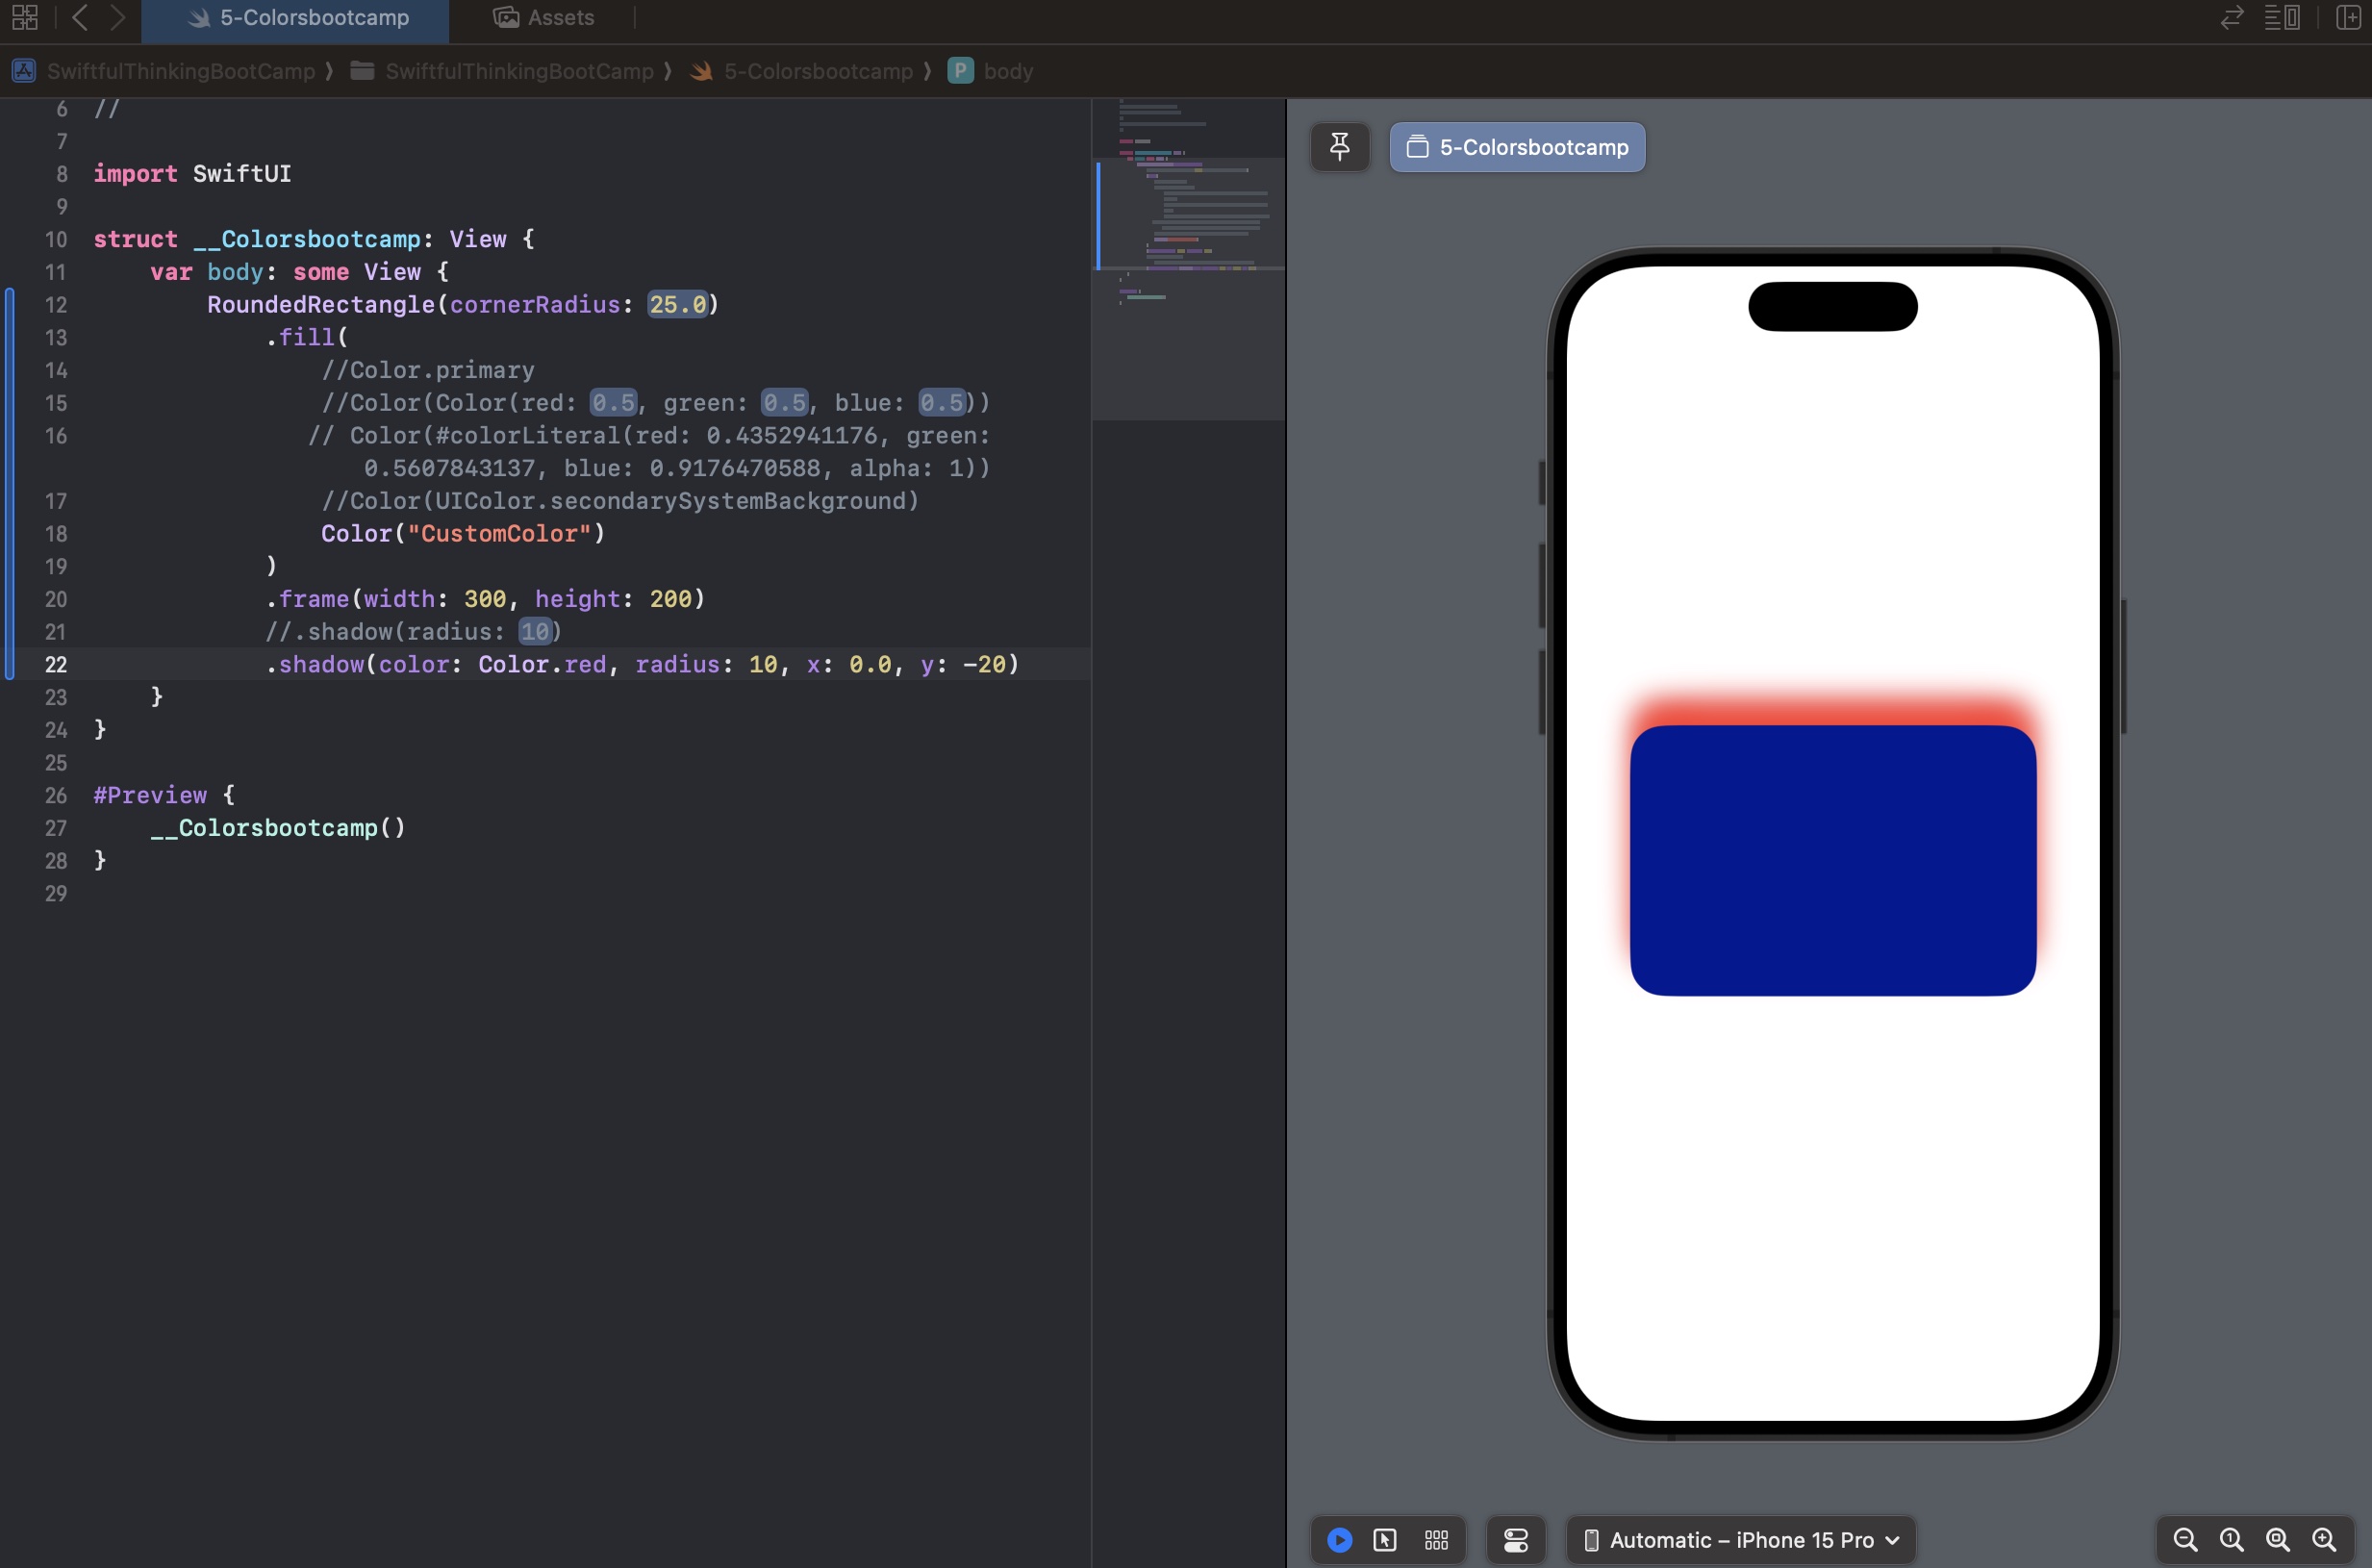 5-Colorsbootcamp
Assets
SwiftfulThinkingBootCamp 〉 SwiftfulThinkingBootCamp 〉 5-Colorsbootcamp 〉 P body
6 //
7
8 import SwiftUI
9
10 struct __Colorsbootcamp: View {
11 var body: some View {
12 RoundedRectangle(cornerRadius: 25.0)
13 .fill(
14 //Color.primary
15 //Color(Color(red: 0.5, green: 0.5, blue: 0.5))
16 // Color(#colorLiteral(red: 0.4352941176, green:
0.5607843137, blue: 0.9176470588, alpha: 1))
17 //Color(UIColor.secondarySystemBackground)
18 Color("CustomColor")
19 )
20 .frame(width: 300, height: 200)
21 //.shadow(radius: 10)
22 .shadow(color: Color.red, radius: 10, x: 0.0, y: -20)
23 }
24 }
25
26 #Preview {
27 __Colorsbootcamp()
28 }
29
5-Colorsbootcamp
Automatic – iPhone 15 Pro